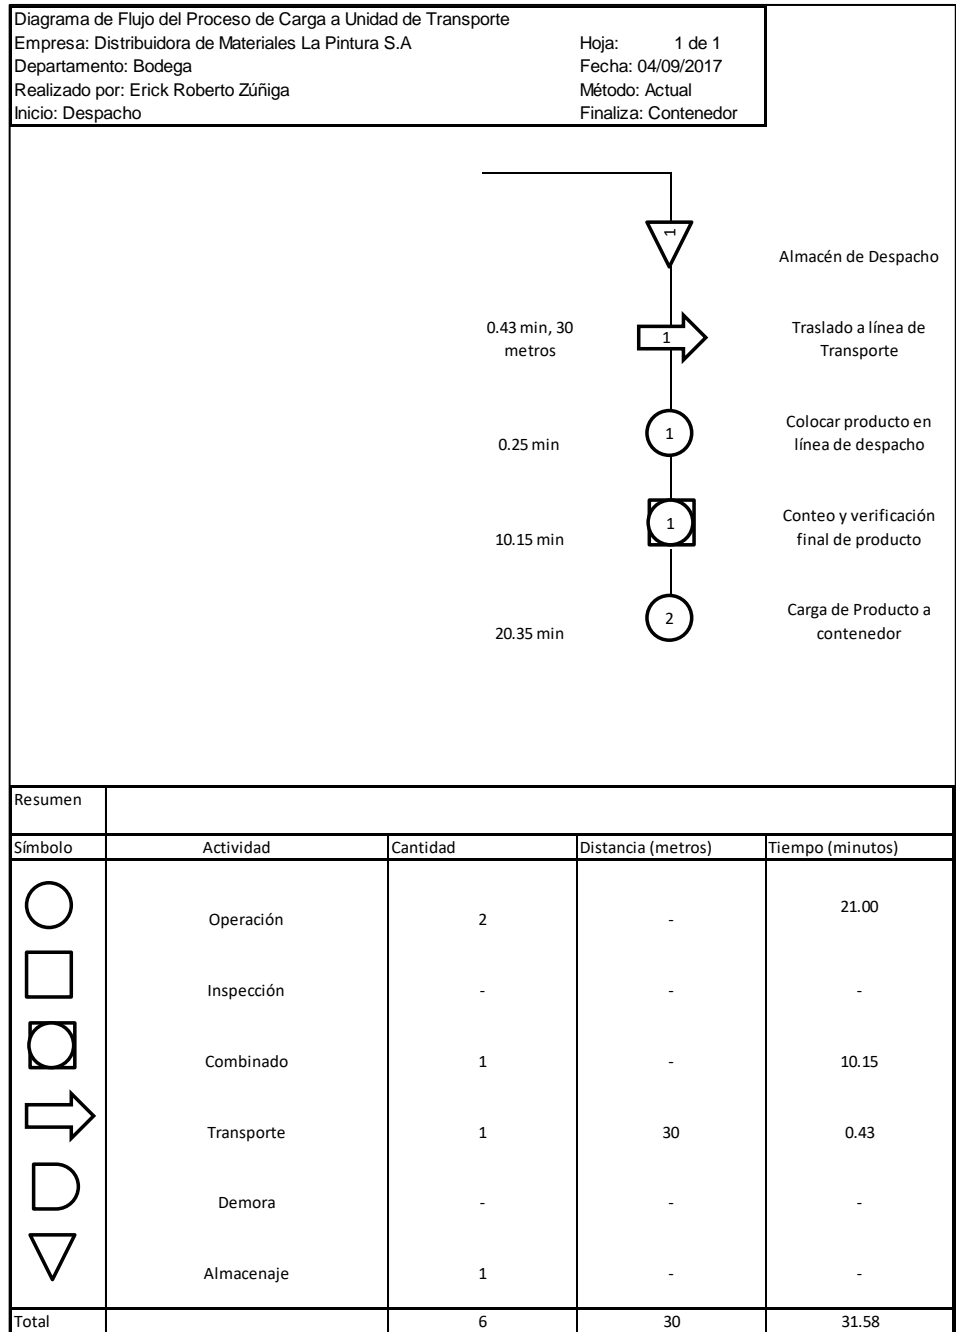 Diagrama de Flujo del Proceso de Carga a Unidad de Transporte
Empresa: Distribuidora de Materiales La Pintura S.A Hoja: 1 de 1
Departamento: Bodega Fecha: 04/09/2017
Realizado por: Erick Roberto Zúñiga Método: Actual
Inicio: Despacho Finaliza: Contenedor
1
Almacén de Despacho
0.43 min, 30
metros
1
Traslado a línea de
Transporte
0.25 min
1
Colocar producto en
línea de despacho
10.15 min
1
Conteo y verificación
final de producto
20.35 min
2
Carga de Producto a
contenedor
Resumen
Símbolo Actividad Cantidad Distancia (metros) Tiempo (minutos)
Operación 2 - 21.00
Inspección - - -
Combinado 1 - 10.15
Transporte 1 30 0.43
Demora - - -
Almacenaje 1 - -
Total 6 30 31.58